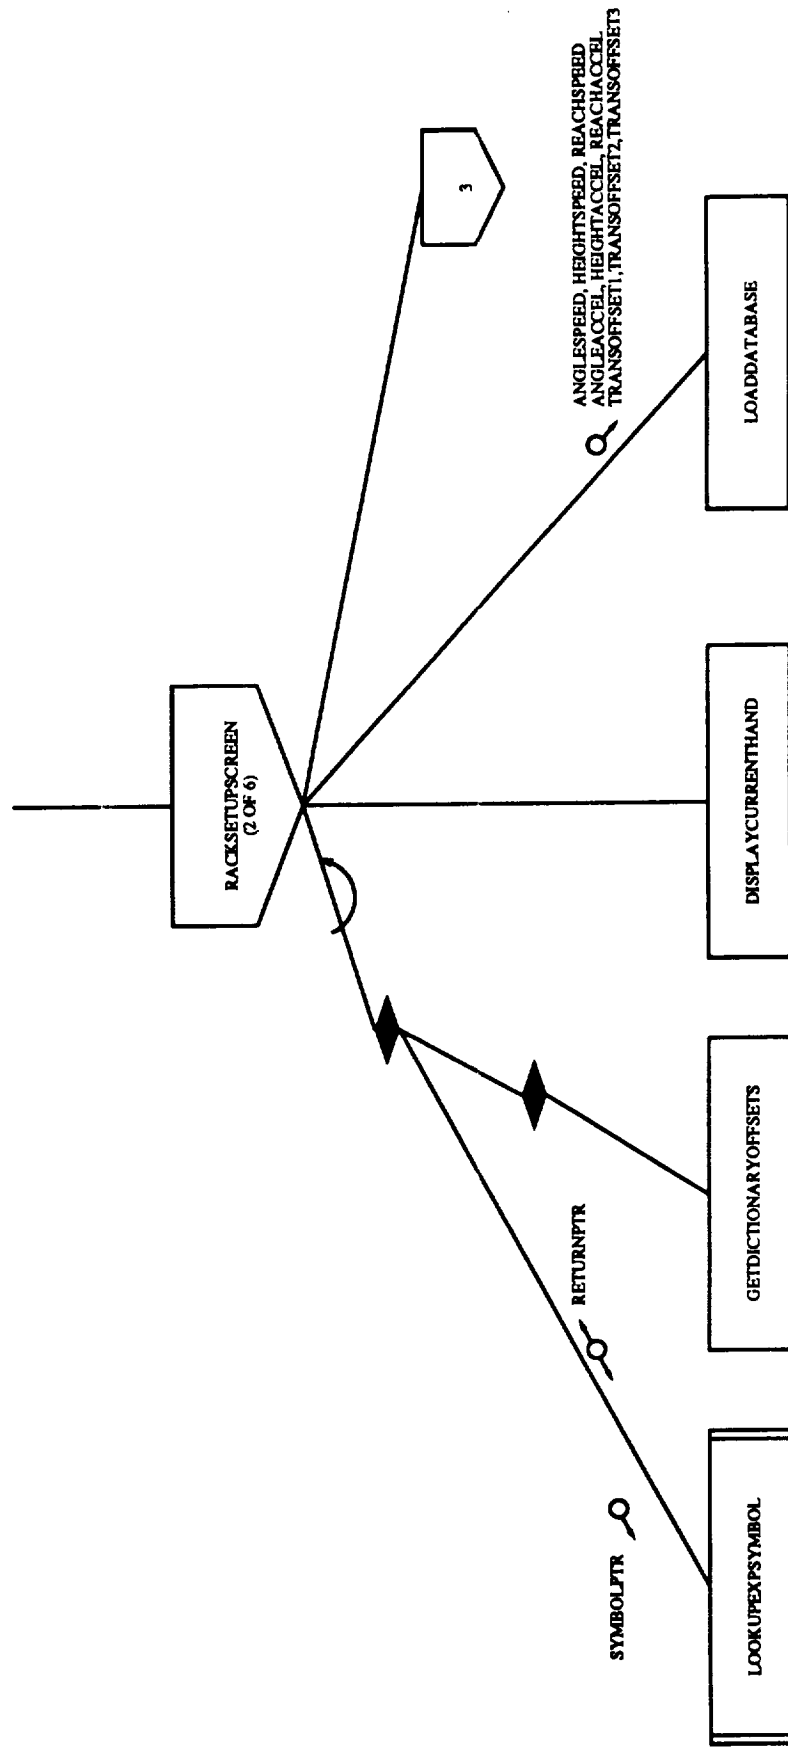 RACKSETUPSCREEN
(2 OF 6)
3
ANGLESPEED, HEIGHTSPEED, REACHSPEED
ANGLEACCEL, HEIGHTACCEL, REACHACCEL
TRANSOFFSET1, TRANSOFFSET2, TRANSOFFSET3
RETURNPTR
SYMBOLPTR
LOOKUPEXPSYMBOL
GETDICTIONARYOFFSETS
DISPLAYCURRENTHAND
LOADDATABASE